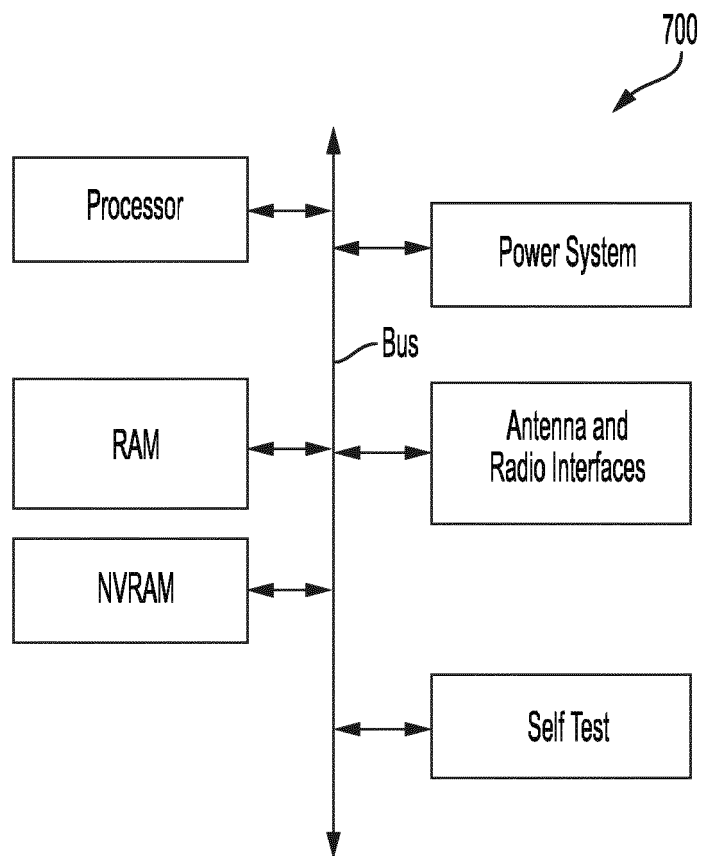 700
Processor
Power System
Bus
RAM
Antenna and
Radio Interfaces
NVRAM
Self Test